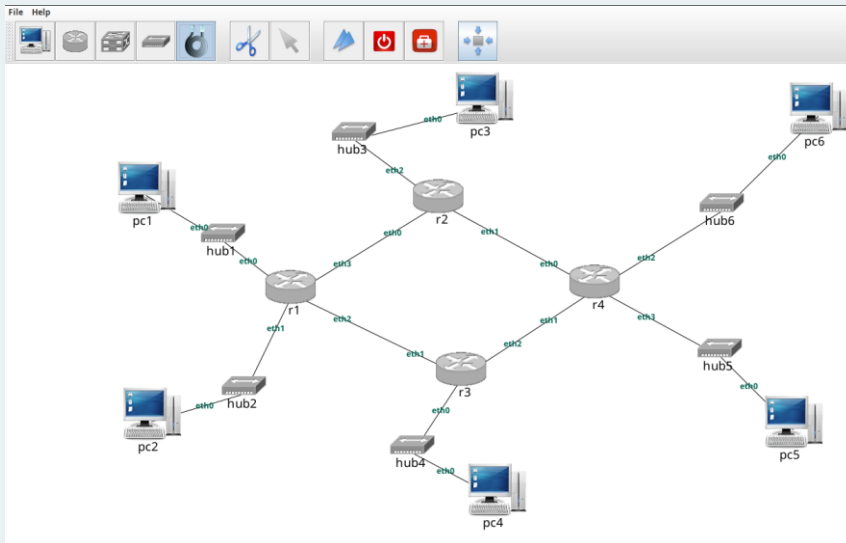 File Help
pc3
eth0
hub3
eth2
pc6
eth0
hub6
pc1
eth0
hub1
eth0
r2
eth0
eth1
eth3
eth0
eth2
r1
r4
eth1
eth2
eth1
eth2
eth1
eth3
r3
hub5
eth0
pc5
pc2
eth0
hub2
eth0
hub4
eth0
pc4